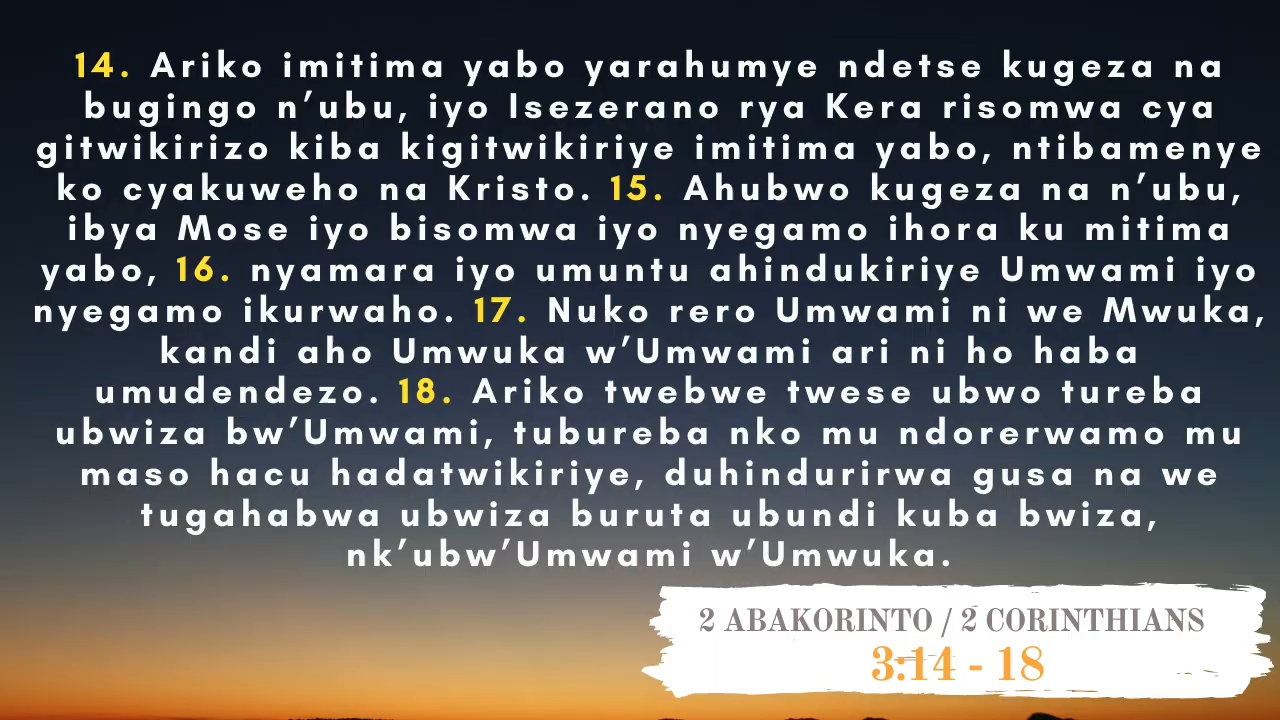 14. Ariko imitima yabo yarahumye ndetse kugeza na
bugingo n’ubu, iyo Isezerano rya Kera risomwa cya
gitwikirizo kiba kigitwikiriye imitima yabo, ntibamenye
ko cyakuweho na Kristo. 15. Ahubwo kugeza na n’ubu,
ibya Mose iyo bisomwa iyo nyegamo ihora ku mitima
yabo, 16. nyamara iyo umuntu ahindukiriye Umwami iyo
nyegamo ikurwaho. 17. Nuko rero Umwami ni we Mwuka,
kandi aho Umwuka w’Umwami ari ni ho haba
umudendezo. 18. Ariko twebwe twese ubwo tureba
ubwiza bw’Umwami, tubureba nko mu ndorerwamo mu
maso hacu hadatwikiriye, duhindurirwa gusa na we
tugahabwa ubwiza buruta ubundi kuba bwiza,
nk’ubw’Umwami w’Umwuka.
2 ABAKORINTO / 2 CORINTHIANS
3:14 - 18